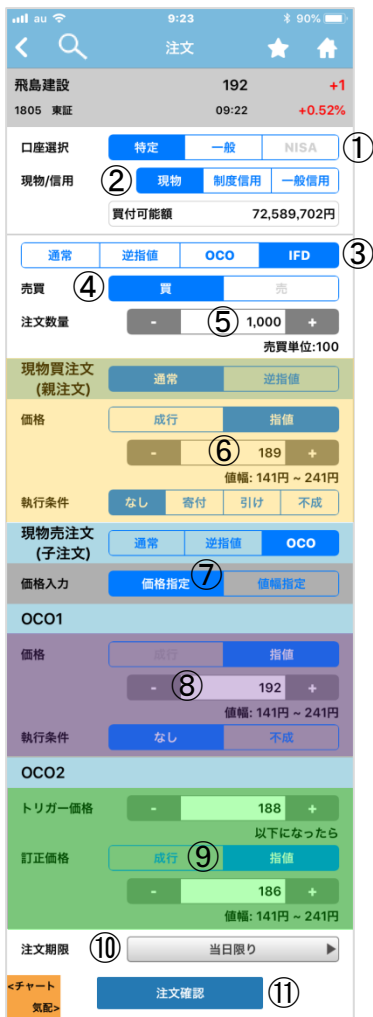 au 9:23 90%
注文
飛島建設 192 +1
1805 東証 09:22 +0.52%
口座選択 特定 一般 NISA ①
現物/信用 ② 現物 制度信用 一般信用
買付可能額 72,589,702円
通常 逆指値 OCO IFD ③
売買 ④ 買 売
注文数量 - ⑤ 1,000 +
売買単位:100
現物買注文
(親注文) 通常 逆指値
価格 成行 指値
- ⑥ 189 +
値幅: 141円 ~ 241円
執行条件 なし 寄付 引け 不成
現物売注文
(子注文) 通常 逆指値 OCO
価格入力 価格指定 ⑦ 値幅指定
OCO1
価格 成行 指値
- ⑧ 192 +
値幅: 141円 ~ 241円
執行条件 なし 不成
OCO2
トリガー価格 - 188 +
以下になったら
訂正価格 成行 ⑨ 指値
- 186 +
値幅: 141円 ~ 241円
注文期限 ⑩ 当日限り ▶
<チャート
気配>
注文確認 ⑪